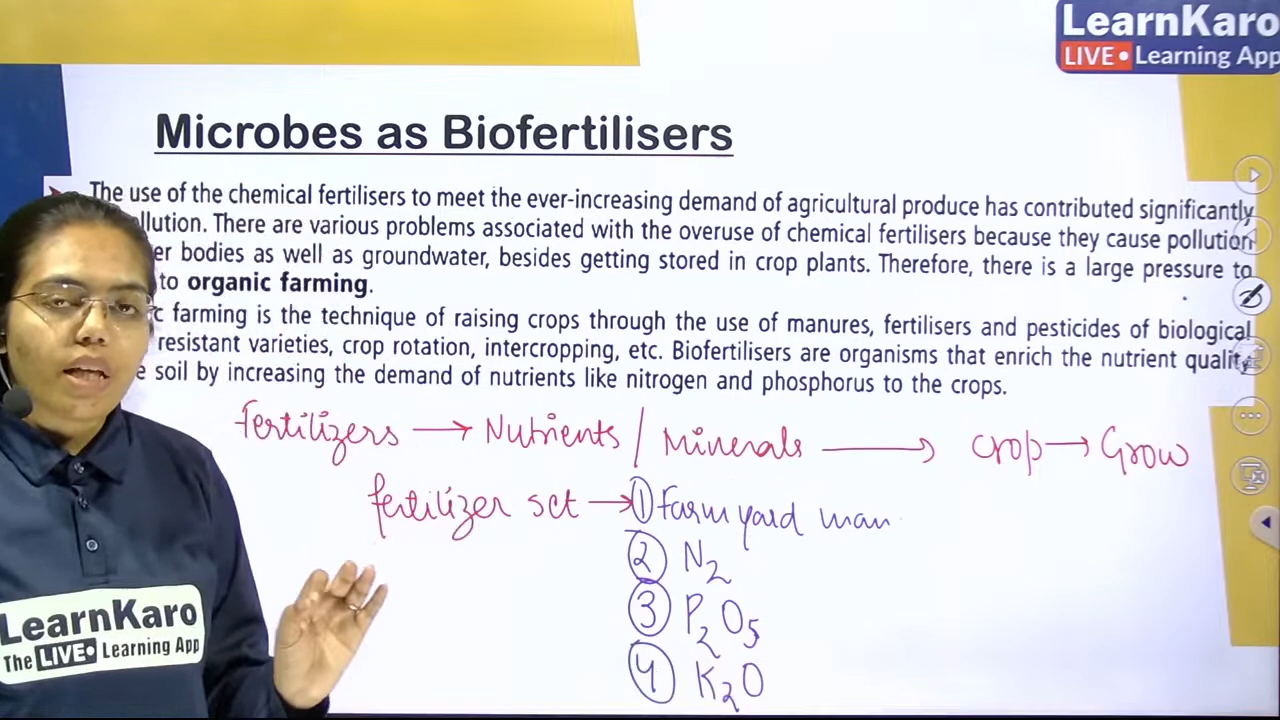 LearnKaro
LIVE • Learning App
Microbes as Biofertilisers
The use of the chemical fertilisers to meet the ever-increasing demand of agricultural produce has contributed significantly
llution. There are various problems associated with the overuse of chemical fertilisers because they cause pollution
er bodies as well as groundwater, besides getting stored in crop plants. Therefore, there is a large pressure to
to organic farming.
c farming is the technique of raising crops through the use of manures, fertilisers and pesticides of biological
resistant varieties, crop rotation, intercropping, etc. Biofertilisers are organisms that enrich the nutrient quality
e soil by increasing the demand of nutrients like nitrogen and phosphorus to the crops.
Fertilizers → Nutrients / Minerals → Crop → Grow
fertilizer set → ① Farm yard man
② N₂
③ P₂O₅
④ K₂O
LearnKaro
The LIVE• Learning App